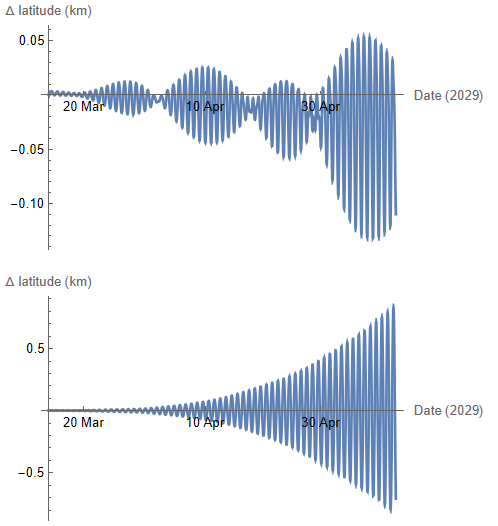 Δ latitude (km)
0.05
20 Mar 10 Apr 30 Apr Date (2029)
−0.05
−0.10
Δ latitude (km)
0.5
20 Mar 10 Apr 30 Apr Date (2029)
−0.5